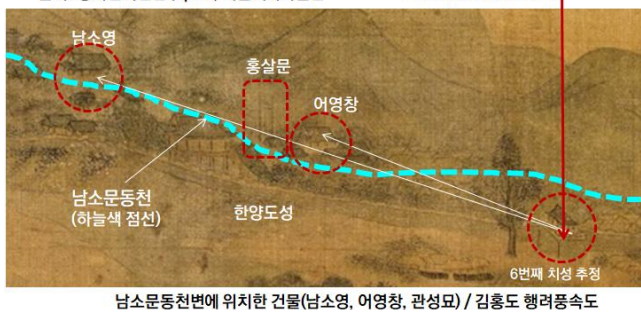 남소영
홍살문
어영창
남소문동천
(하늘색 점선)
한양도성
6번째 치성 추정
남소문동천변에 위치한 건물(남소영, 어영창, 관성묘) / 김홍도 행려풍속도